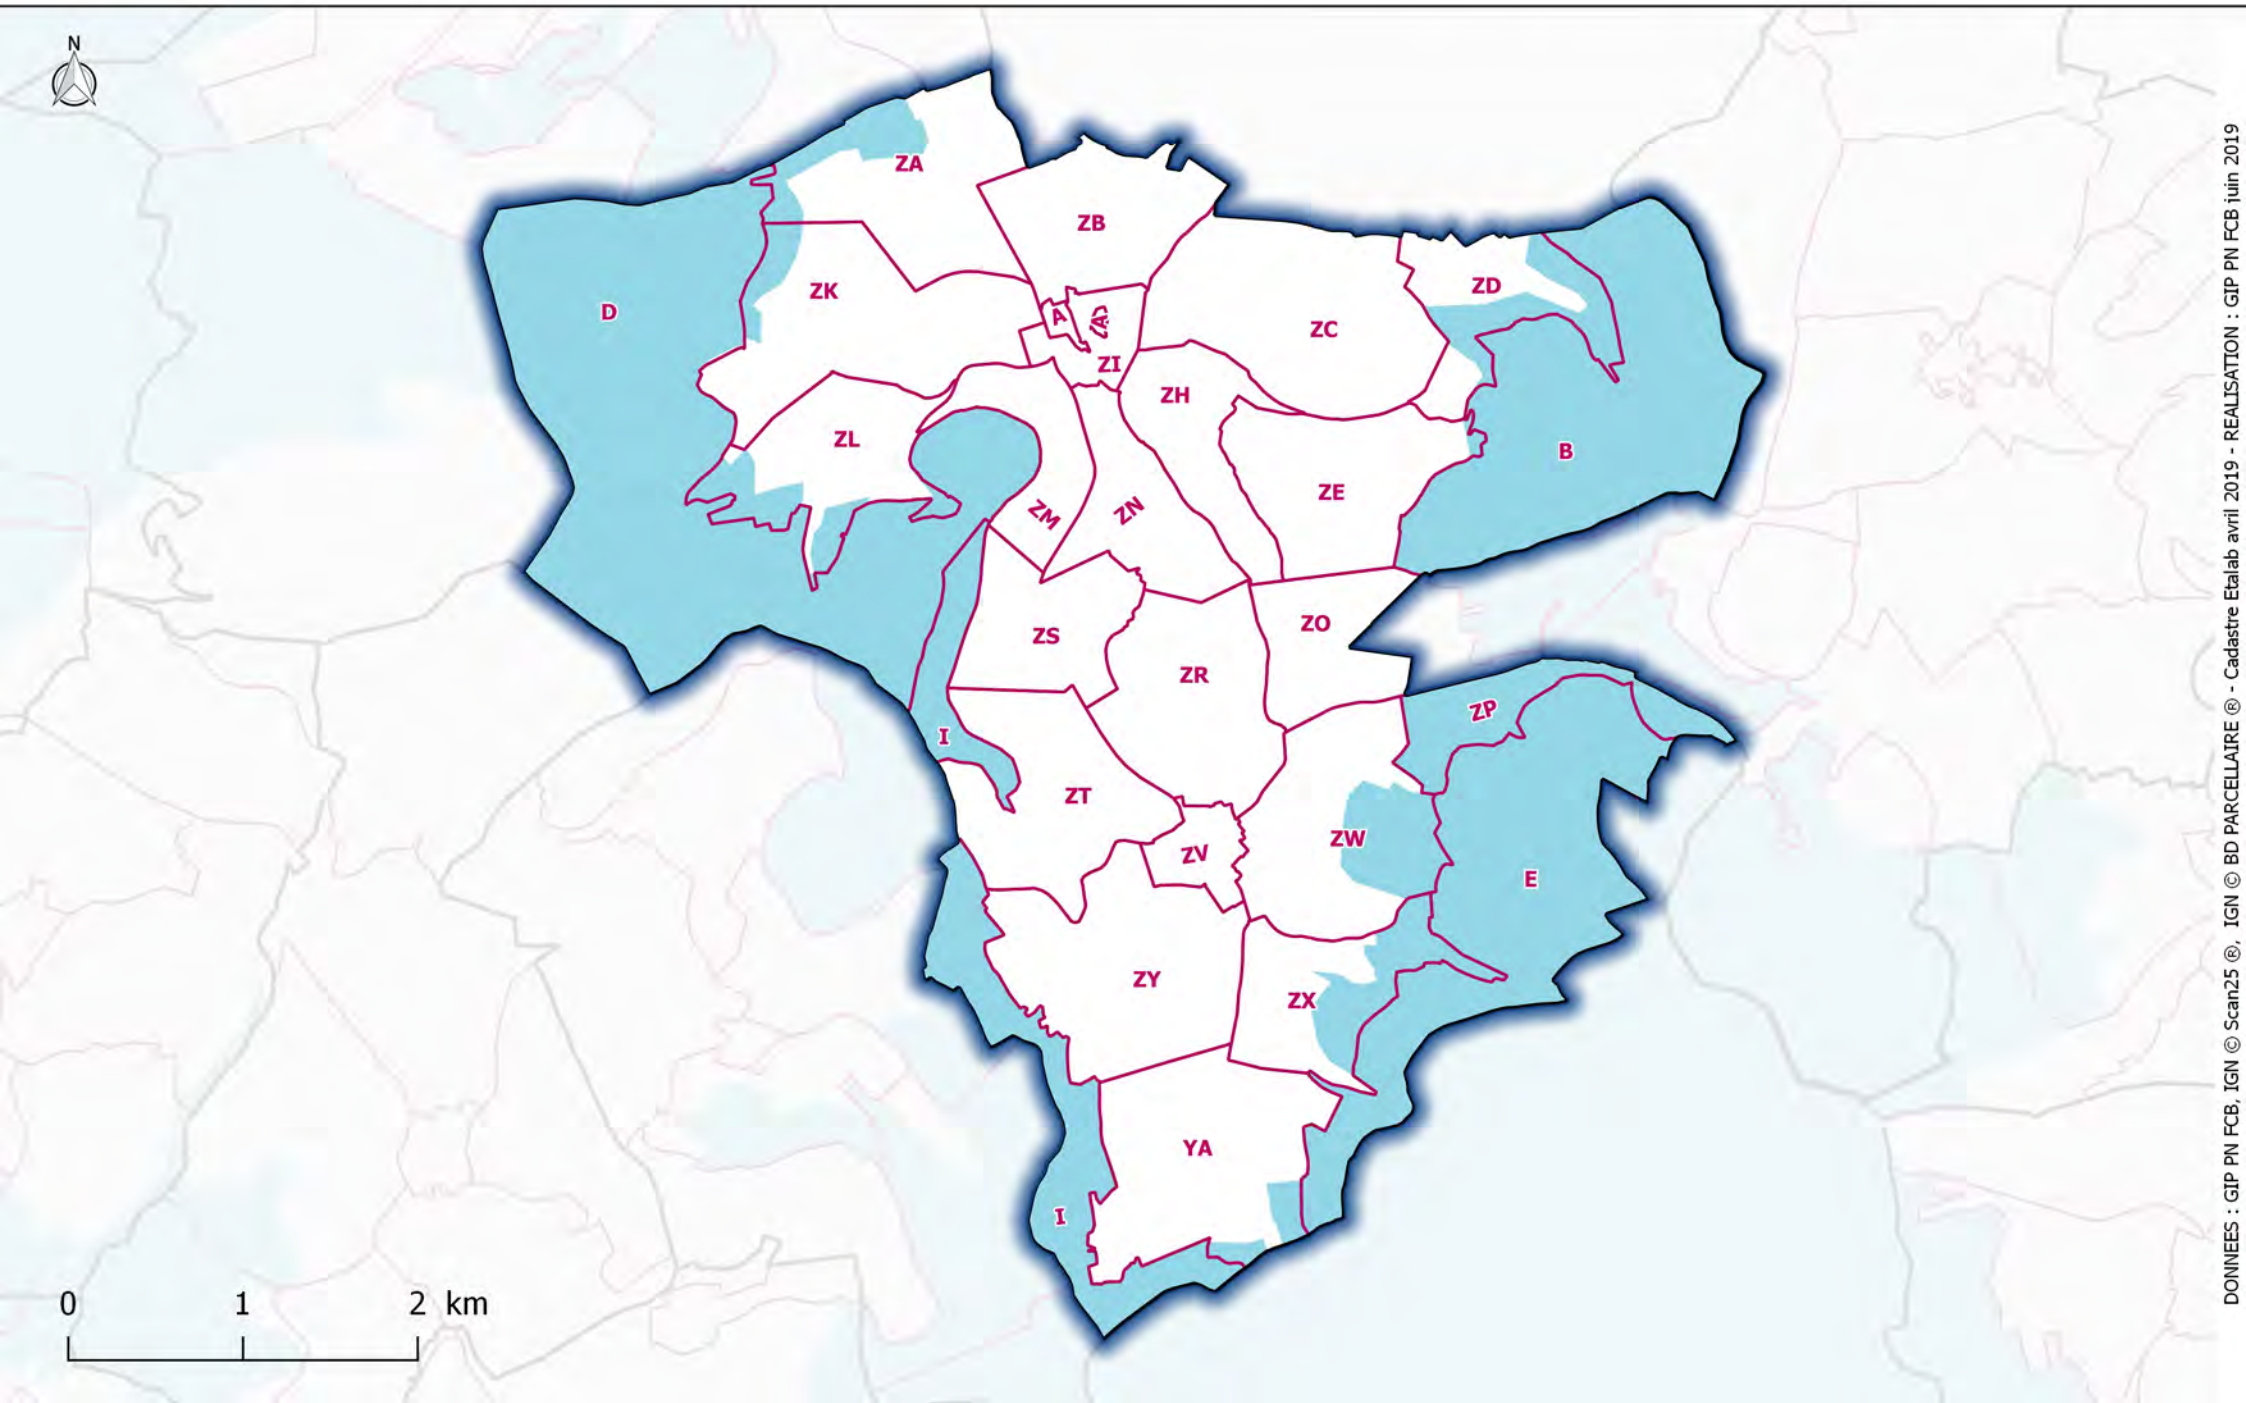 N
ZA
ZB
D
ZK
ZD
A
(A)
ZC
ZI
ZH
ZL
B
ZE
ZM
ZN
ZO
ZS
ZR
ZP
I
ZT
ZW
ZV
E
ZY
ZX
YA
I
0 1 2 km
DONNEES : GIP PN FCB, IGN © Scan25 ®, IGN © BD PARCELLAIRE ® - Cadastre Etalab avril 2019 - REALISATION : GIP PN FCB juin 2019